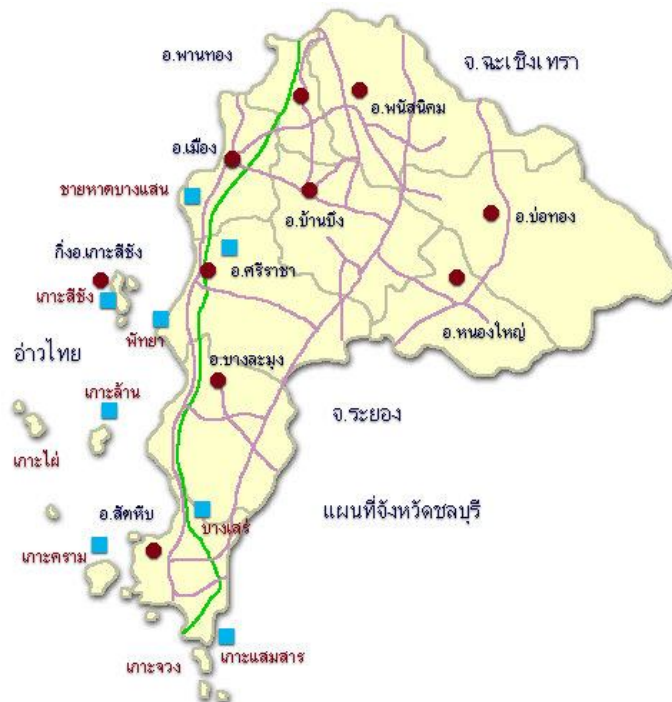 อ.พานทอง
จ.ฉะเชิงเทรา
อ.พนัสนิคม
อ.เมือง
ชายหาดบางแสน
อ.บ้านบึง
อ.บ่อทอง
กิ่งอ.เกาะสีชัง
อ.ศรีราชา
เกาะสีชัง
พัทยา
อ.หนองใหญ่
อ่าวไทย
อ.บางละมุง
เกาะล้าน
จ.ระยอง
เกาะไผ่
อ.สัตหีบ
แผนที่จังหวัดชลบุรี
บางเสร่
เกาะคราม
เกาะแสมสาร
เกาะจวง